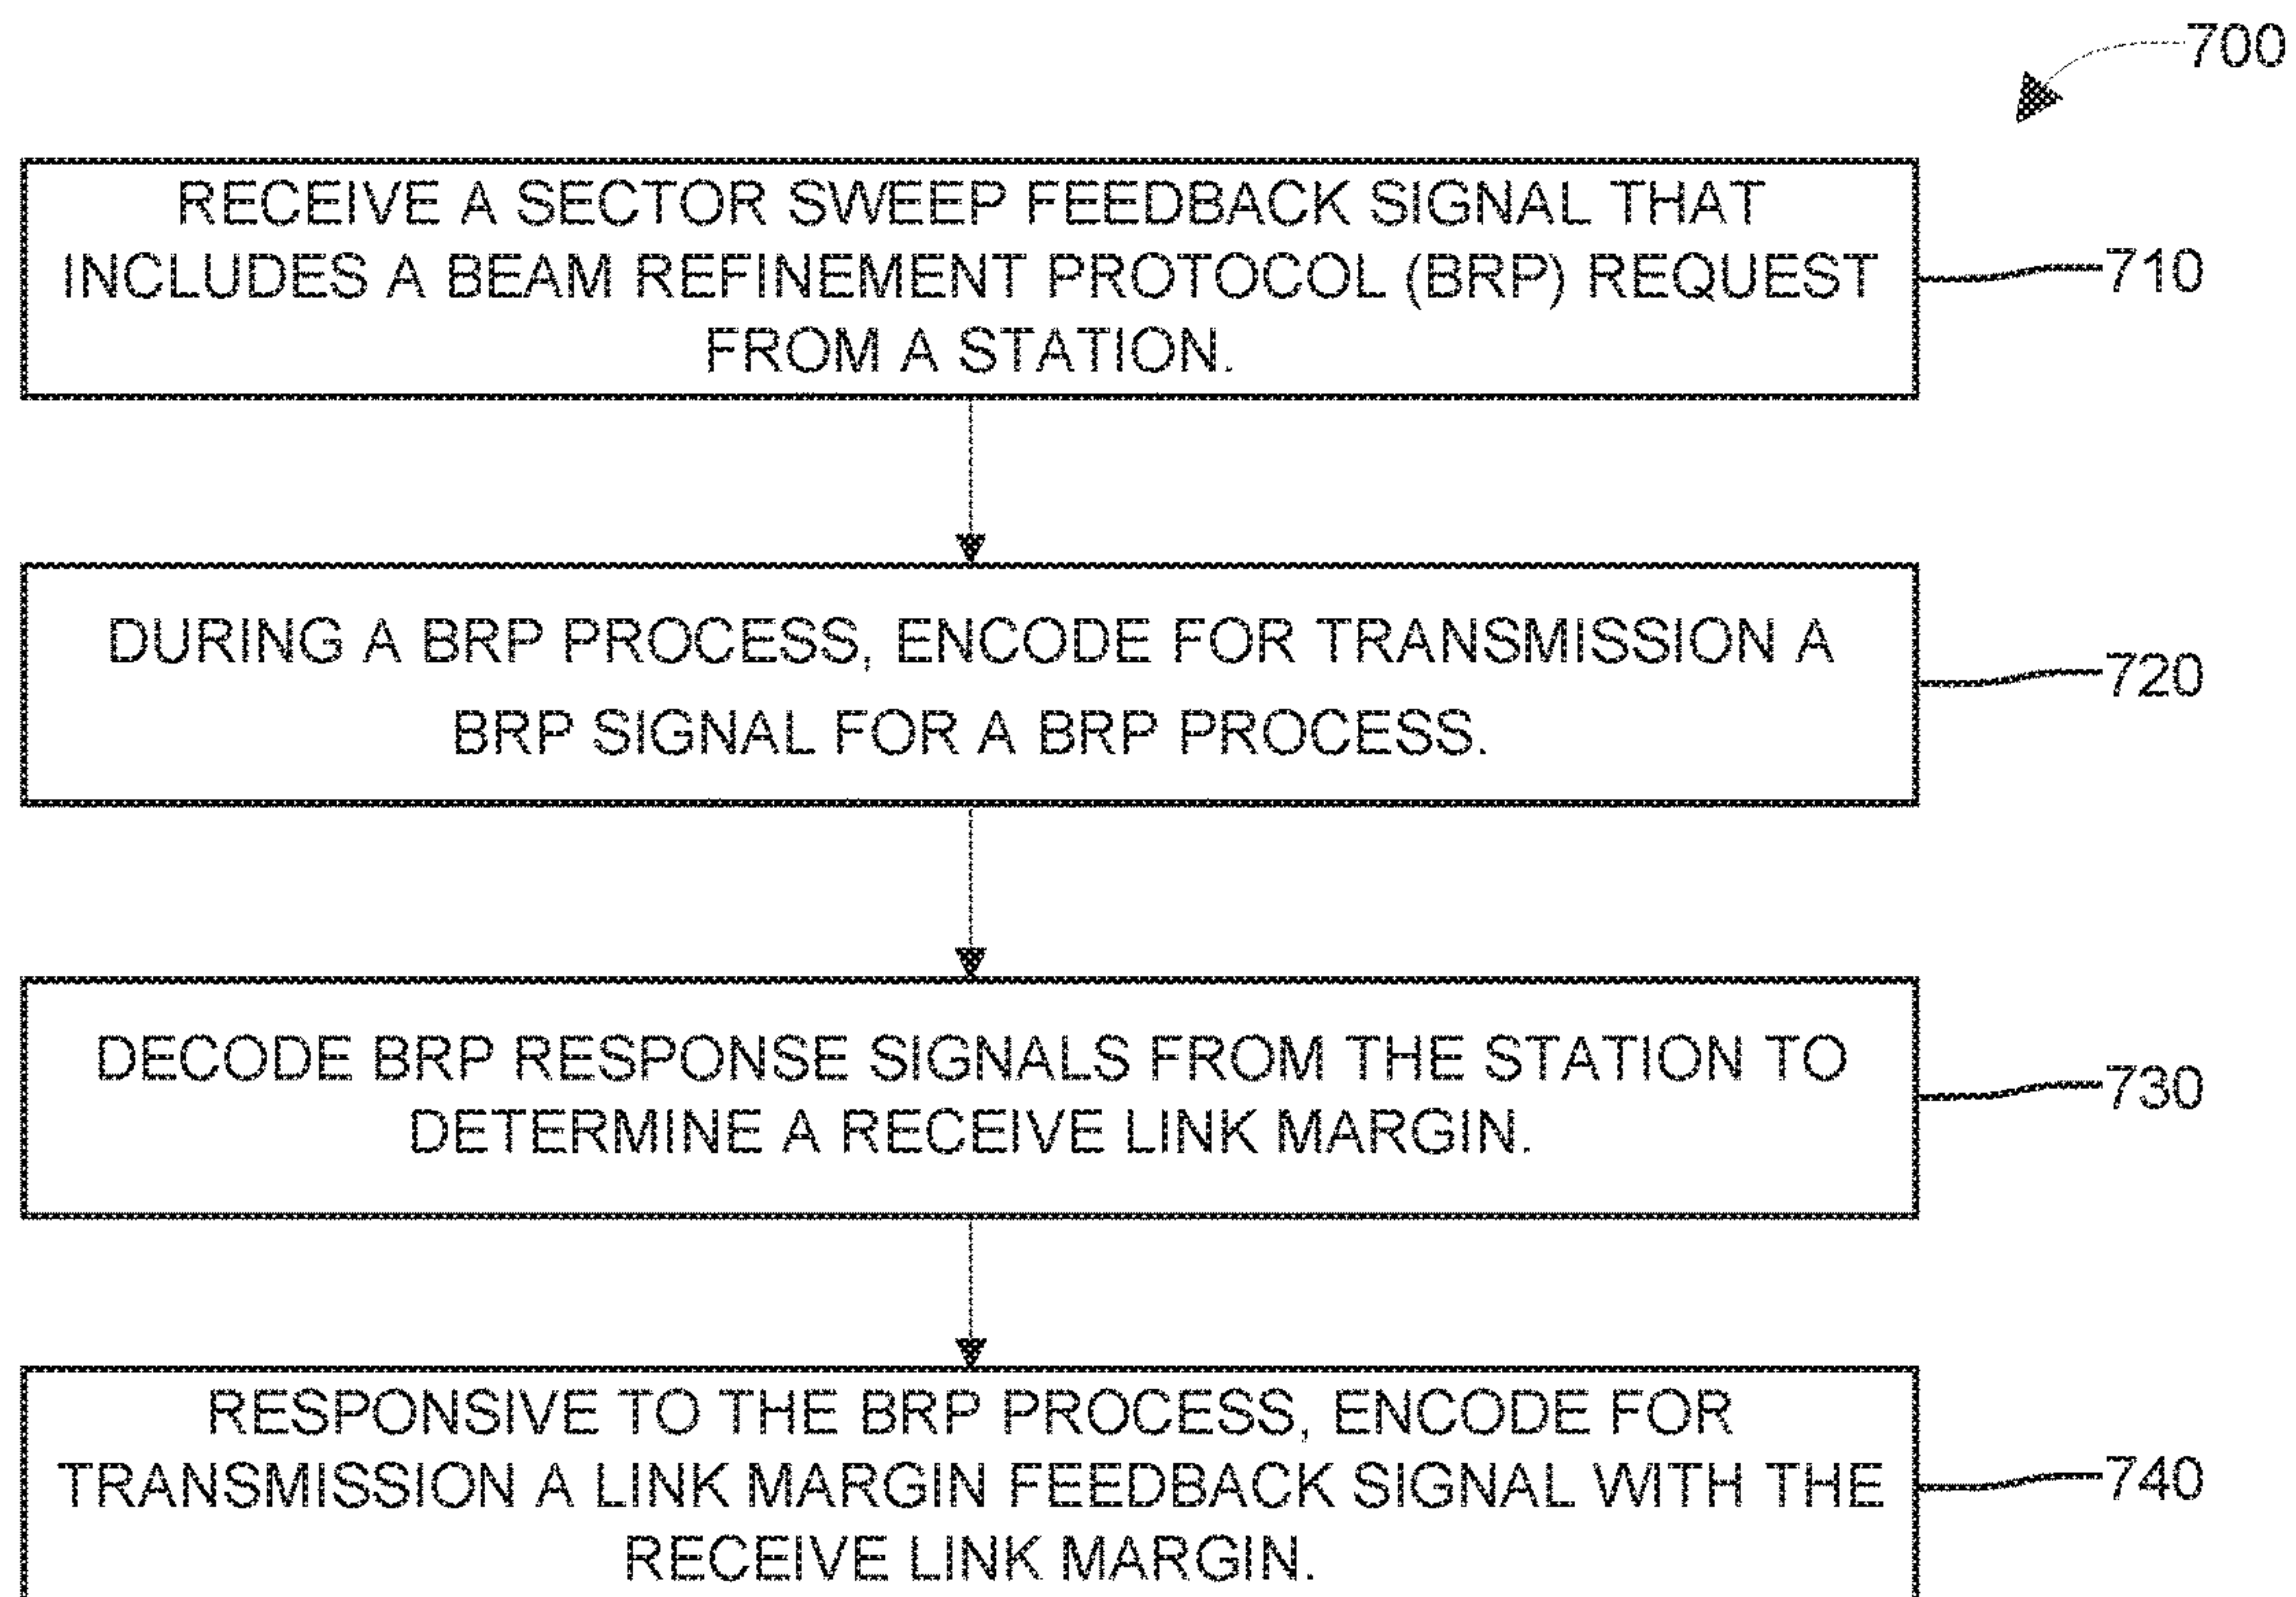 700
RECEIVE A SECTOR SWEEP FEEDBACK SIGNAL THAT
INCLUDES A BEAM REFINEMENT PROTOCOL (BRP) REQUEST
FROM A STATION.
710
DURING A BRP PROCESS, ENCODE FOR TRANSMISSION A
BRP SIGNAL FOR A BRP PROCESS.
720
DECODE BRP RESPONSE SIGNALS FROM THE STATION TO
DETERMINE A RECEIVE LINK MARGIN.
730
RESPONSIVE TO THE BRP PROCESS, ENCODE FOR
TRANSMISSION A LINK MARGIN FEEDBACK SIGNAL WITH THE
RECEIVE LINK MARGIN.
740